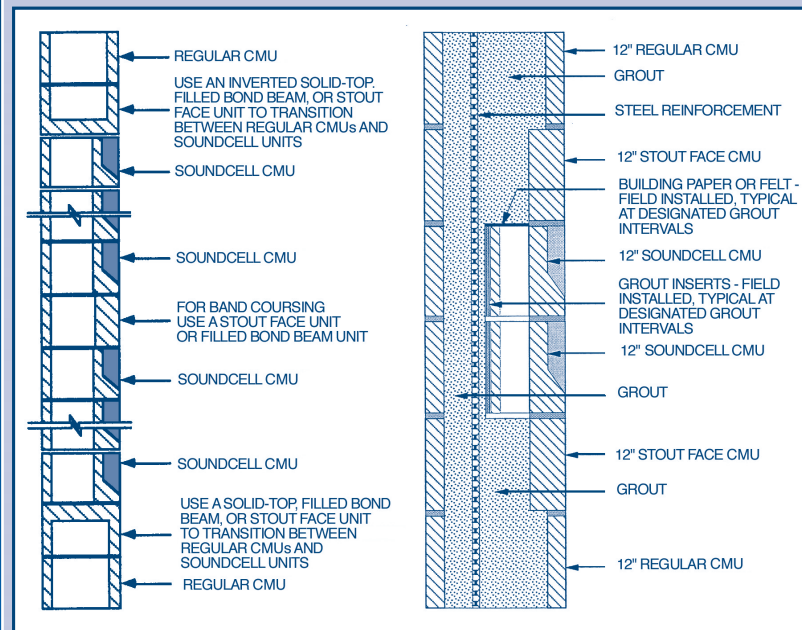 REGULAR CMU
USE AN INVERTED SOLID-TOP.
FILLED BOND BEAM, OR STOUT
FACE UNIT TO TRANSITION
BETWEEN REGULAR CMUs AND
SOUNDCELL UNITS
SOUNDCELL CMU
SOUNDCELL CMU
FOR BAND COURSING
USE A STOUT FACE UNIT
OR FILLED BOND BEAM UNIT
SOUNDCELL CMU
SOUNDCELL CMU
USE A SOLID-TOP, FILLED BOND
BEAM, OR STOUT FACE UNIT
TO TRANSITION BETWEEN
REGULAR CMUs AND
SOUNDCELL UNITS
REGULAR CMU
12" REGULAR CMU
GROUT
STEEL REINFORCEMENT
12" STOUT FACE CMU
BUILDING PAPER OR FELT -
FIELD INSTALLED, TYPICAL
AT DESIGNATED GROUT
INTERVALS
12" SOUNDCELL CMU
GROUT INSERTS - FIELD
INSTALLED, TYPICAL AT
DESIGNATED GROUT
INTERVALS
12" SOUNDCELL CMU
GROUT
12" STOUT FACE CMU
GROUT
12" REGULAR CMU